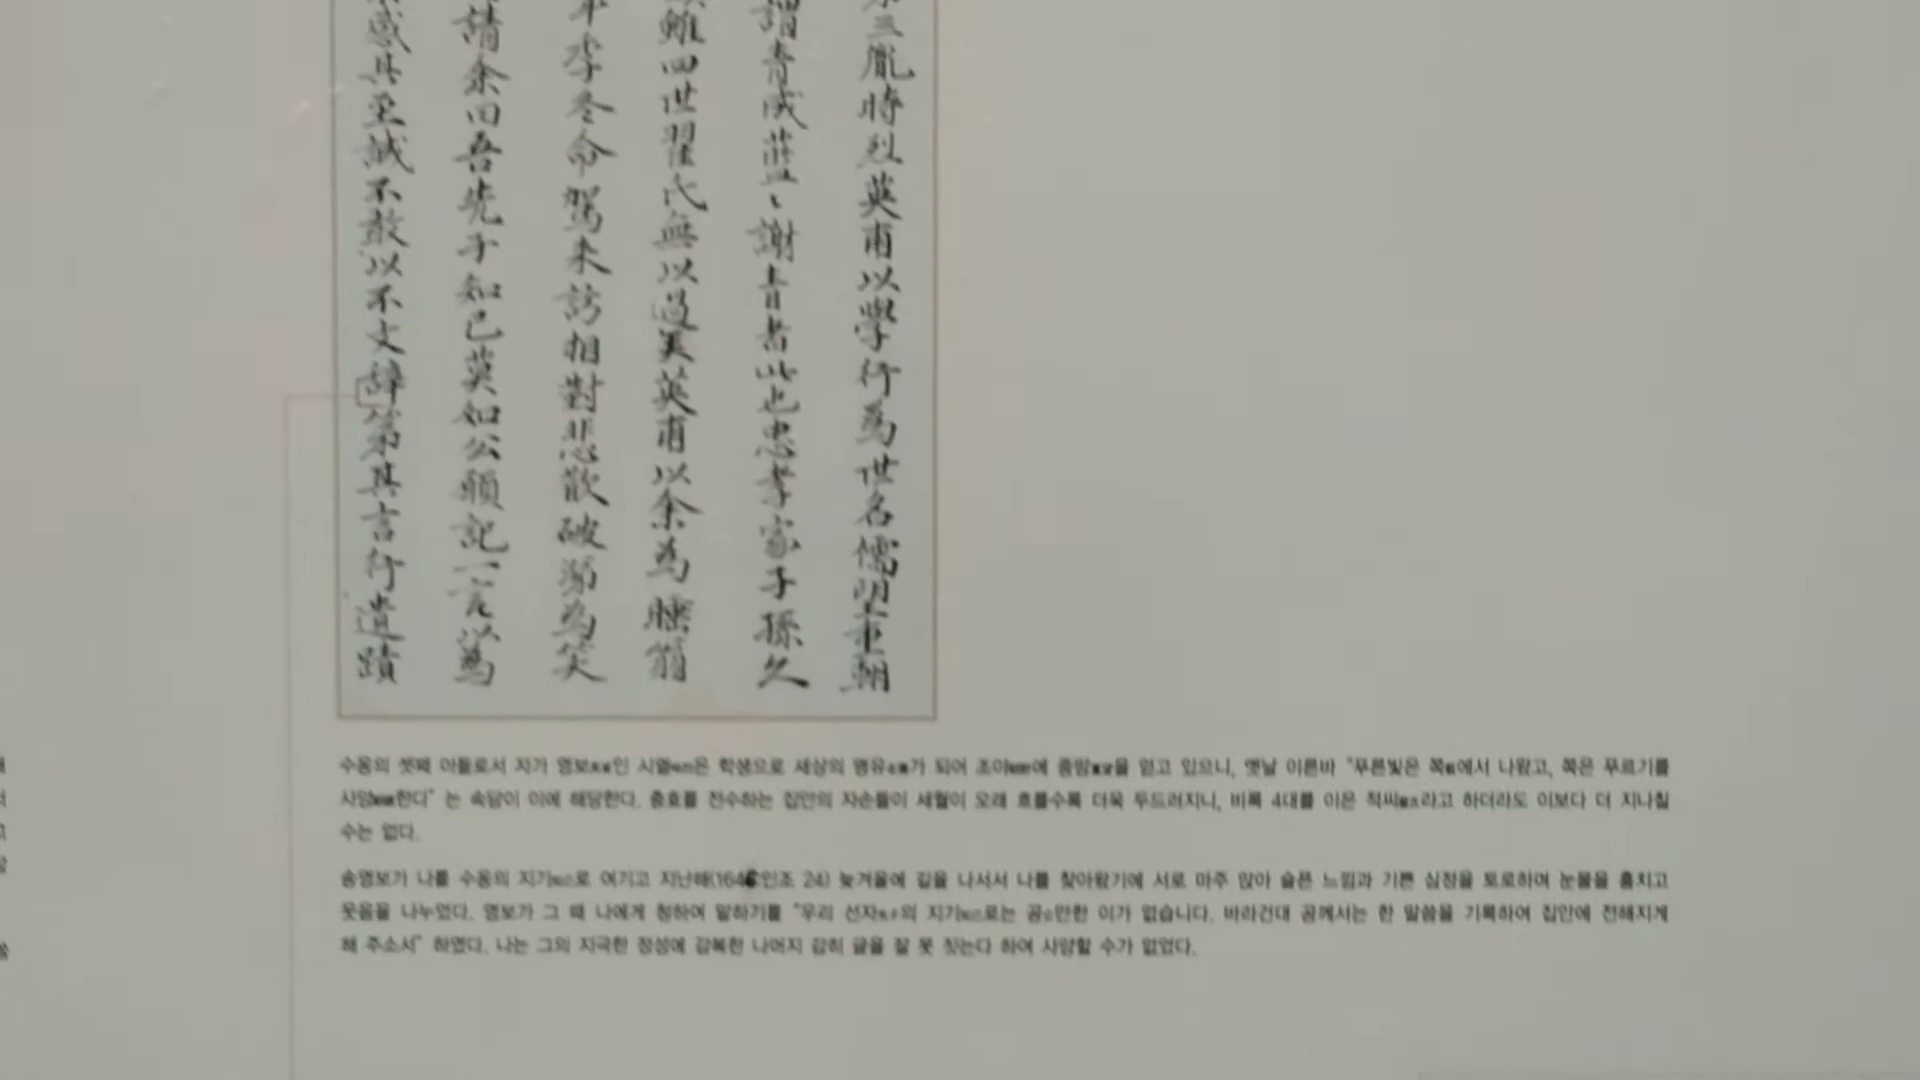 三胤時烈英甫以學行爲世名儒朝
謂青成藍、謝青者此也忠孝家子孫久
雖四世翟氏無以過矣英甫以余爲睡翁
季冬命駕来訪相對悲歡破涕爲笑
請余曰吾先子知己莫如公願記一言以爲
感其至誠不敢以不文辭第其言行遺蹟
수옹의 셋째 아들로서 자가 영보인 시열은 학생으로 세상의 명유가 되어 조야에 중망을 얻고 있으니, 옛날 이른바 "푸른빛은 쪽에서 나왔고, 쪽은 푸르기를
사양한다" 는 속담이 이에 해당한다. 충효를 전수하는 집안의 자손들이 세월이 오래 흐를수록 더욱 두드러지니, 비록 4대를 이은 적씨라고 하더라도 이보다 더 지나칠
수는 없다.
송영보가 나를 수옹의 지기로 여기고 지난해(164 인조 24) 늦겨울에 길을 나서서 나를 찾아왔기에 서로 마주 앉아 슬픈 느낌과 기쁜 심정을 토로하며 눈물을 훔치고
웃음을 나누었다. 영보가 그 때 나에게 청하여 말하기를 "우리 선자의 지기로는 공만한 이가 없습니다. 바라건대 공께서는 한 말씀을 기록하여 집안에 전해지게
해 주소서" 하였다. 나는 그의 지극한 정성에 감복한 나머지 감히 글을 잘 못 짓는다 하여 사양할 수가 없었다.